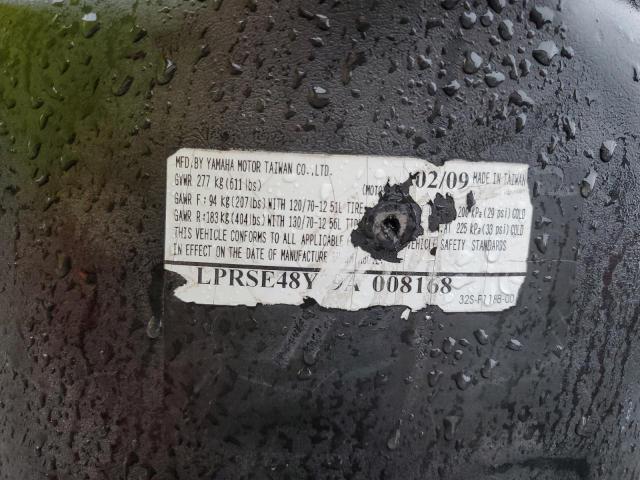 MFD. BY YAMAHA MOTOR TAIWAN CO., LTD.
GVWR 277 kg (611 lbs) 02/09 MADE IN TAIWAN
GAWR F : 94 kg (207 lbs) WITH 120/70-12 51L TIRE 200 kPa (29 psi) COLD
GAWR R : 183 kg (404 lbs) WITH 130/70-12 56L AT 225 kPa (33 psi) COLD
THIS VEHICLE CONFORMS TO ALL APPLICABLE VEHICLE SAFETY STANDARDS
IN EFFECT ON THE DATE OF MANUFACTURE
LPRSE48Y 9A 008168